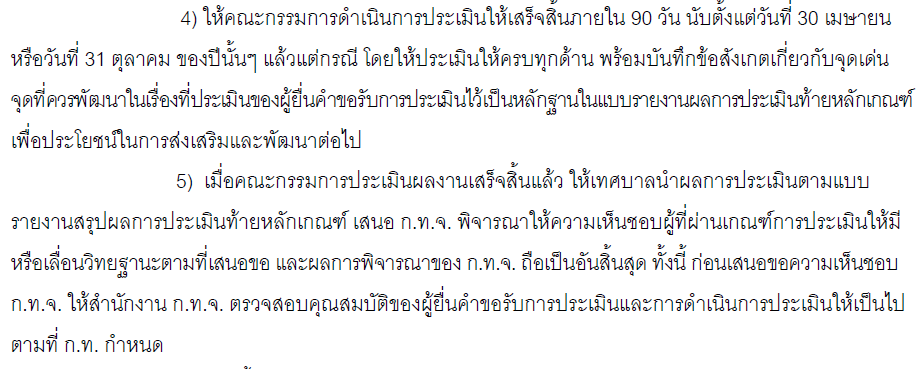 4) ให้คณะกรรมการดำเนินการประเมินให้เสร็จสิ้นภายใน 90 วัน นับตั้งแต่วันที่ 30 เมษายน
หรือวันที่ 31 ตุลาคม ของปีนั้นๆ แล้วแต่กรณี โดยให้ประเมินให้ครบทุกด้าน พร้อมบันทึกข้อสังเกตเกี่ยวกับจุดเด่น
จุดที่ควรพัฒนาในเรื่องที่ประเมินของผู้ยื่นคำขอรับการประเมินไว้เป็นหลักฐานในแบบรายงานผลการประเมินท้ายหลักเกณฑ์
เพื่อประโยชน์ในการส่งเสริมและพัฒนาต่อไป
5) เมื่อคณะกรรมการประเมินผลงานเสร็จสิ้นแล้ว ให้เทศบาลนำผลการประเมินตามแบบ
รายงานสรุปผลการประเมินท้ายหลักเกณฑ์ เสนอ ก.ท.จ. พิจารณาให้ความเห็นชอบผู้ที่ผ่านเกณฑ์การประเมินให้มี
หรือเลื่อนวิทยฐานะตามที่เสนอขอ และผลการพิจารณาของ ก.ท.จ. ถือเป็นอันสิ้นสุด ทั้งนี้ ก่อนเสนอขอความเห็นชอบ
ก.ท.จ. ให้สำนักงาน ก.ท.จ. ตรวจสอบคุณสมบัติของผู้ยื่นคำขอรับการประเมินและการดำเนินการประเมินให้เป็นไป
ตามที่ ก.ท. กำหนด